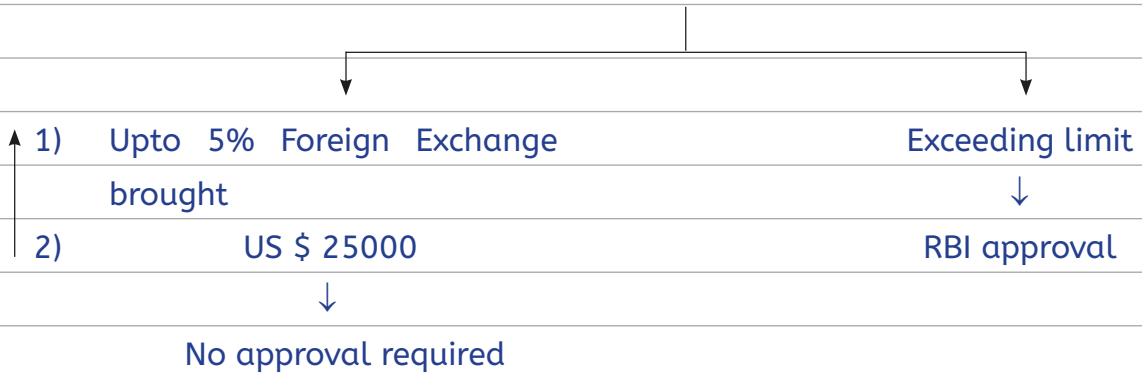 1) Upto 5% Foreign Exchange Exceeding limit
brought ↓
2) US $ 25000 RBI approval
↓
No approval required